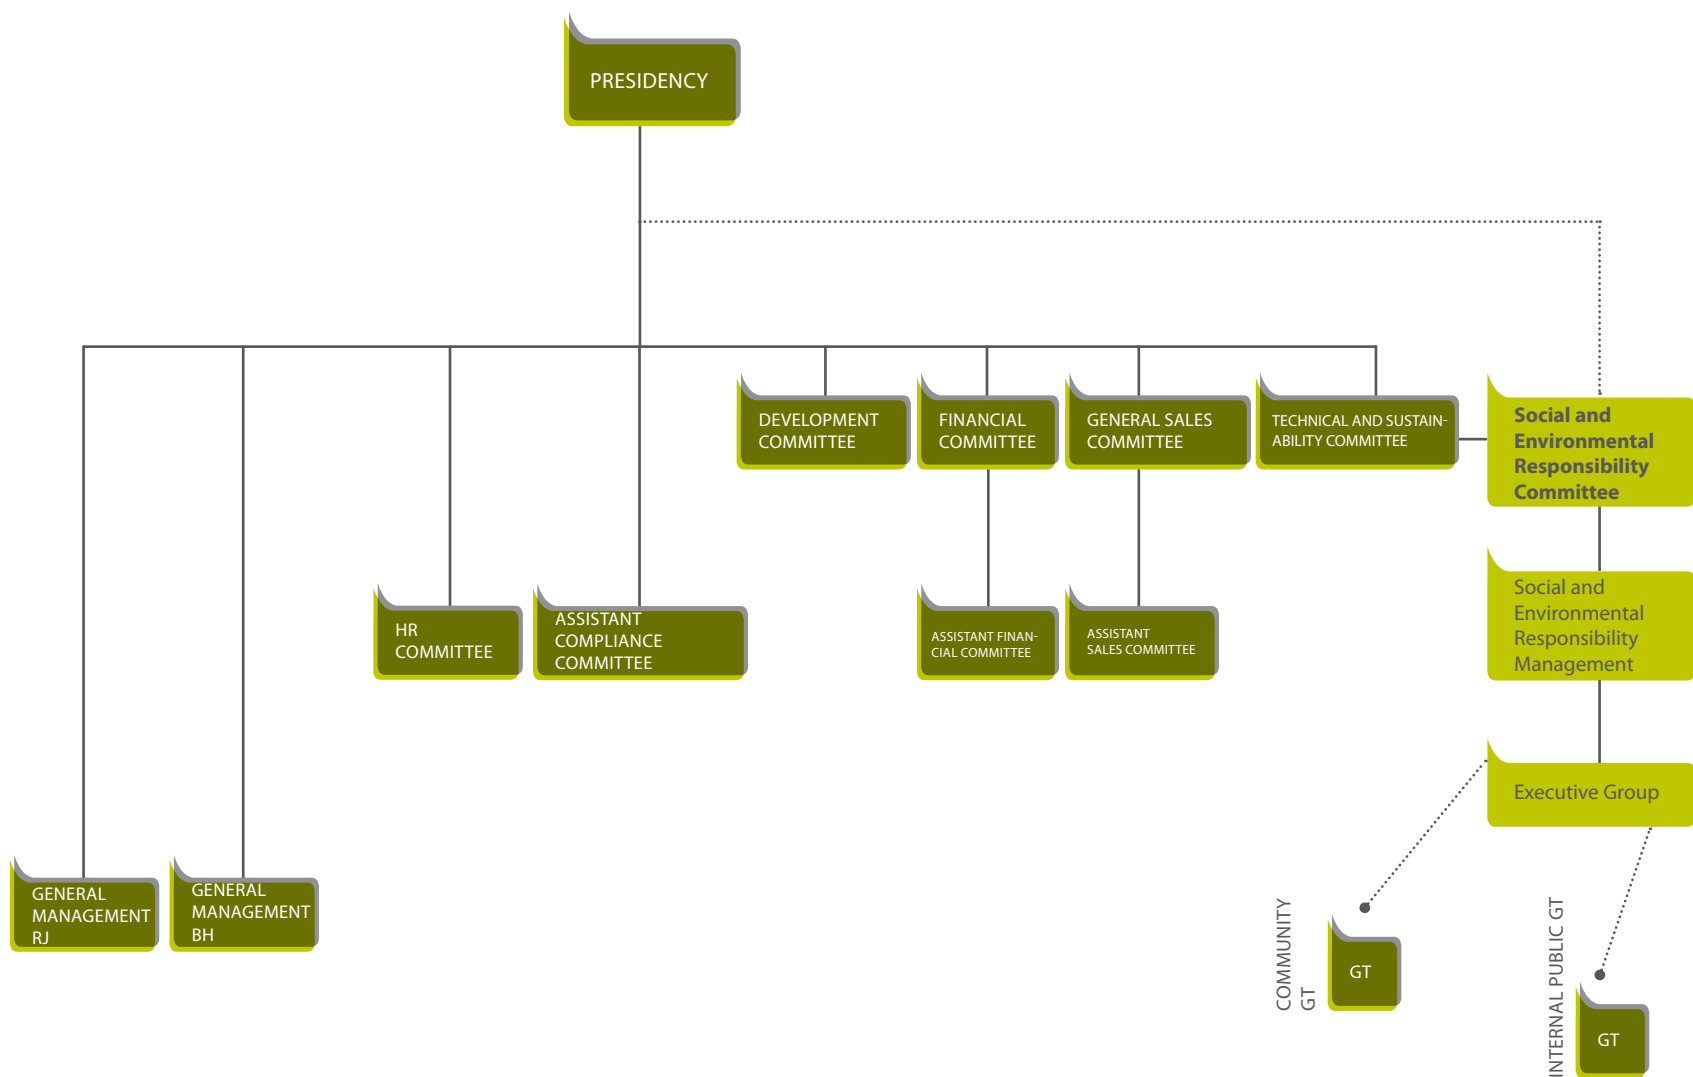 PRESIDENCY
DEVELOPMENT
COMMITTEE
FINANCIAL
COMMITTEE
GENERAL SALES
COMMITTEE
TECHNICAL AND SUSTAIN-
ABILITY COMMITTEE
Social and
Environmental
Responsibility
Committee
HR
COMMITTEE
ASSISTANT
COMPLIANCE
COMMITTEE
ASSISTANT FINAN-
CIAL COMMITTEE
ASSISTANT
SALES COMMITTEE
Social and
Environmental
Responsibility
Management
Executive Group
GENERAL
MANAGEMENT
RJ
GENERAL
MANAGEMENT
BH
COMMUNITY
GT
GT
INTERNAL PUBLIC GT
GT